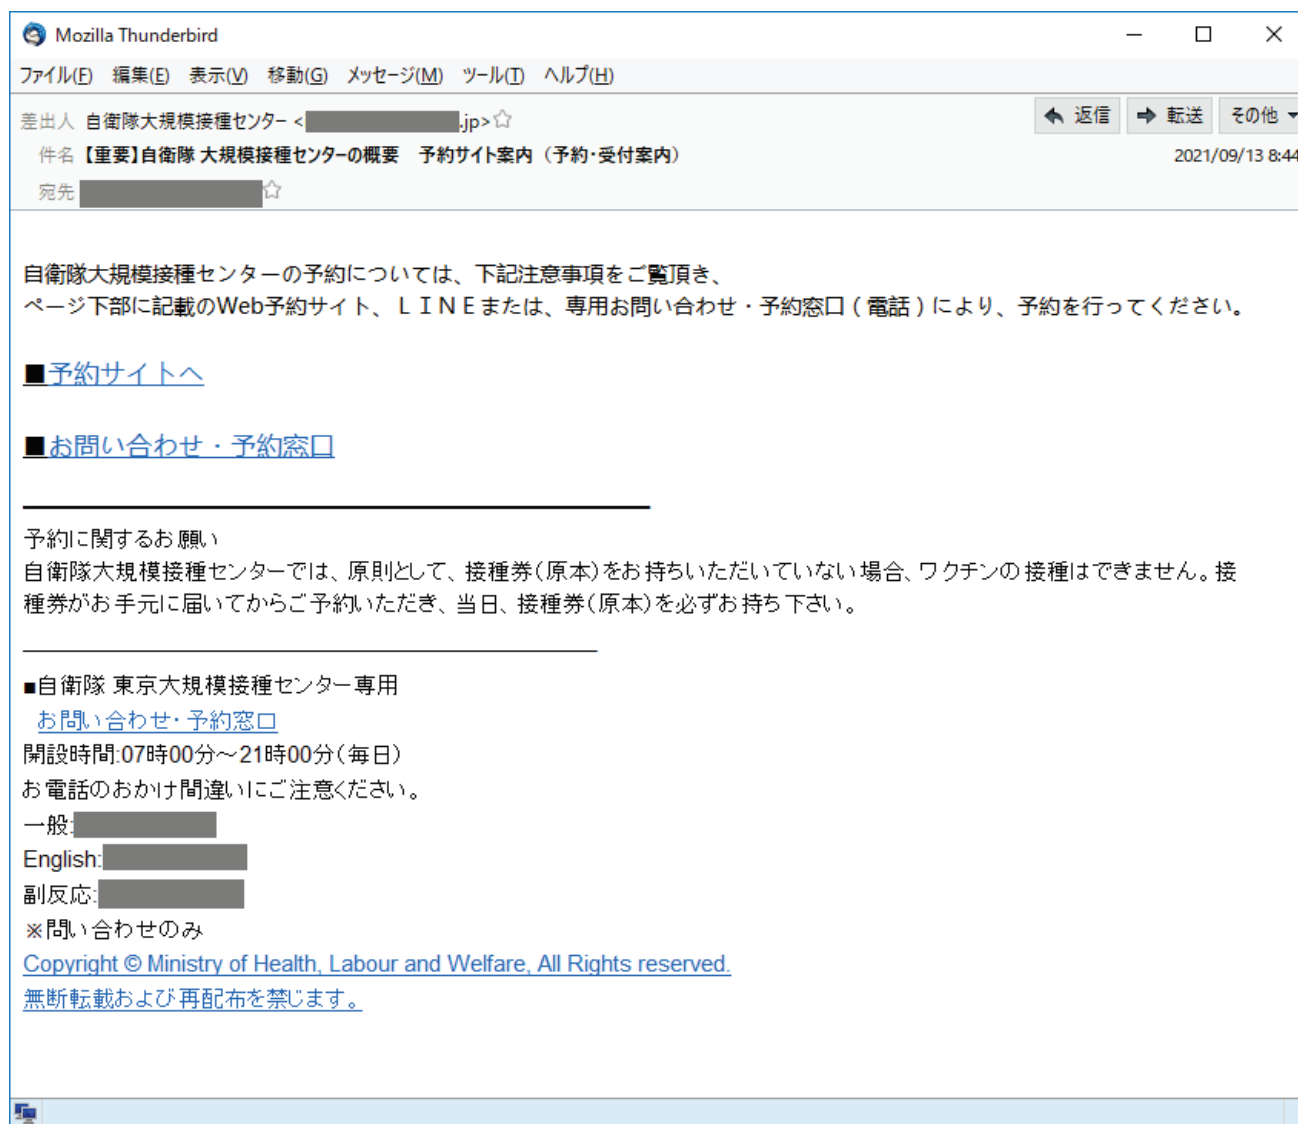 Mozilla Thunderbird
ファイル(F) 編集(E) 表示(V) 移動(G) メッセージ(M) ツール(T) ヘルプ(H)
差出人 自衛隊大規模接種センター < .jp>☆
返信 転送 その他
件名 【重要】自衛隊 大規模接種センターの概要 予約サイト案内（予約・受付案内）
2021/09/13 8:44
宛先 ☆
自衛隊大規模接種センターの予約については、下記注意事項をご覧頂き、
ページ下部に記載のWeb予約サイト、ＬＩＮＥまたは、専用お問い合わせ・予約窓口（電話）により、予約を行ってください。
■予約サイトへ
■お問い合わせ・予約窓口
予約に関するお願い
自衛隊大規模接種センターでは、原則として、接種券(原本)をお持ちいただいていない場合、ワクチンの接種はできません。接
種券がお手元に届いてからご予約いただき、当日、接種券(原本)を必ずお持ち下さい。
■自衛隊 東京大規模接種センター専用
お問い合わせ・予約窓口
開設時間:07時00分～21時00分(毎日)
お電話のおかけ間違いにご注意ください。
一般:
English:
副反応:
※問い合わせのみ
Copyright © Ministry of Health, Labour and Welfare, All Rights reserved.
無断転載および再配布を禁じます。